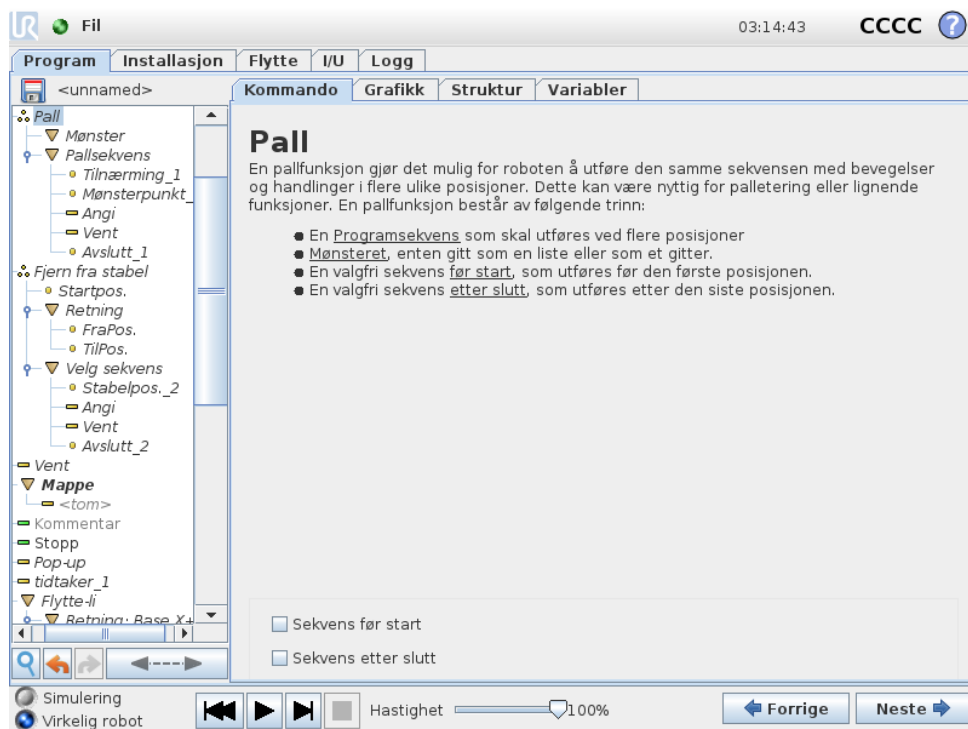 UR Fil 03:14:43 CCCC ?
Program Installasjon Flytte I/U Logg
<unnamed>
Kommando Grafikk Struktur Variabler
Pall
Mønster
Pallsekvens
Tilnærming_1
Mønsterpunkt_
Angi
Vent
Avslutt_1
Fjern fra stabel
Startpos.
Retning
FraPos.
TilPos.
Velg sekvens
Stabelpos._2
Angi
Vent
Avslutt_2
Vent
Mappe
<tom>
Kommentar
Stopp
Pop-up
tidtaker_1
Flytte-li
Retning: Base X+
Pall
En pallfunksjon gjør det mulig for roboten å utføre den samme sekvensen med bevegelser
og handlinger i flere ulike posisjoner. Dette kan være nyttig for palletering eller lignende
funksjoner. En pallfunksjon består av følgende trinn:
En Programsekvens som skal utføres ved flere posisjoner
Mønsteret, enten gitt som en liste eller som et gitter.
En valgfri sekvens før start, som utføres før den første posisjonen.
En valgfri sekvens etter slutt, som utføres etter den siste posisjonen.
Sekvens før start
Sekvens etter slutt
Simulering
Virkelig robot
Hastighet 100%
Forrige Neste